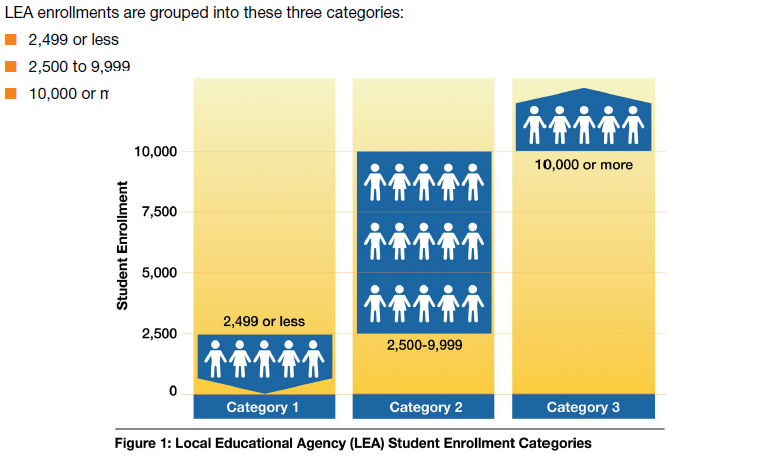 LEA enrollments are grouped into these three categories:
2,499 or less
2,500 to 9,999
10,000 or
10,000
7,500
5,000
2,500
0
Student Enrollment
2,499 or less
2,500-9,999
10,000 or more
Category 1
Category 2
Category 3
Figure 1: Local Educational Agency (LEA) Student Enrollment Categories